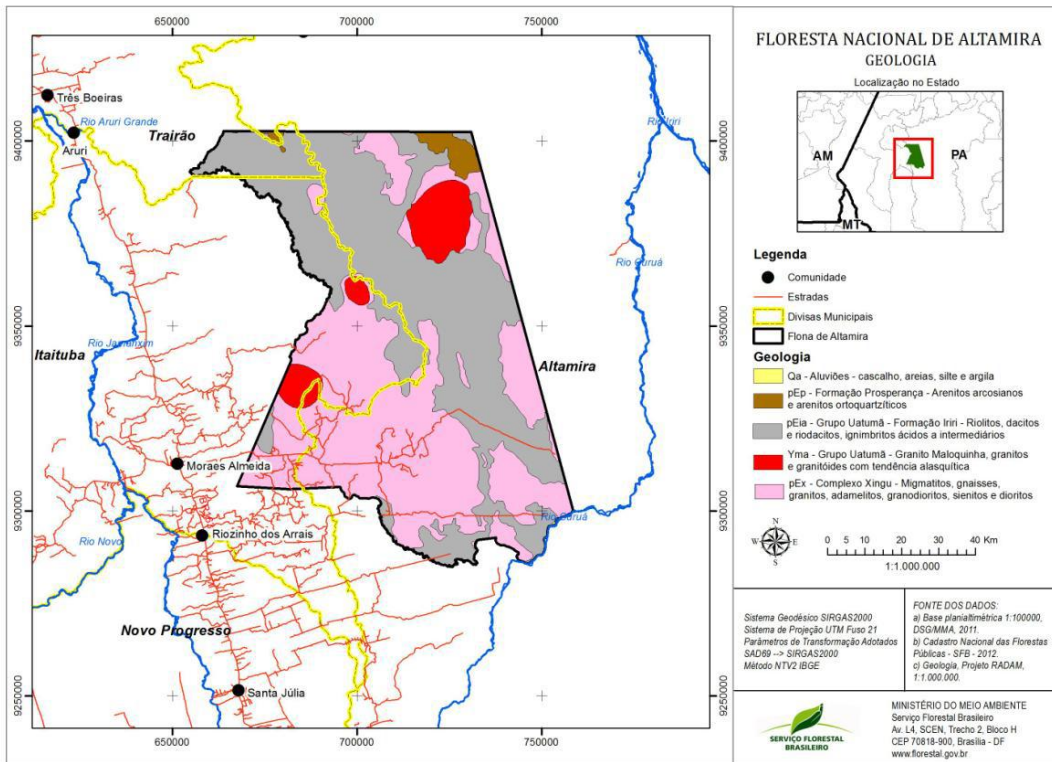 650000
700000
750000
9400000
9350000
9300000
9250000
Três Boeiras
Rio Aruri Grande
Aruri
Trairão
Rio Iriri
Rio Curuá
Rio Jamanxim
Itaituba
Altamira
Moraes Almeida
Rio Curuá
Riozinho dos Arrais
Rio Novo
Novo Progresso
Santa Júlia
9400000
9350000
9300000
9250000
650000
700000
750000
FLORESTA NACIONAL DE ALTAMIRA
GEOLOGIA
Localização no Estado
AM
PA
MT
Legenda
Comunidade
Estradas
Divisas Municipais
Flona de Altamira
Geologia
Qa - Aluviões - cascalho, areias, silte e argila
pEp - Formação Prosperança - Arenitos arcosianos
e arenitos ortoquartzíticos
pEia - Grupo Uatumã - Formação Iriri - Riolitos, dacitos
e riodacitos, ignimbritos ácidos a intermediários
Yma - Grupo Uatumã - Granito Maloquinha, granitos
e granitóides com tendência alasquítica
pEx - Complexo Xingu - Migmatitos, gnaisses,
granitos, adamelitos, granodioritos, sienitos e dioritos
N
W E
S
0 5 10 20 30 40 Km
1:1.000.000
Sistema Geodésico SIRGAS2000
Sistema de Projeção UTM Fuso 21
Parâmetros de Transformação Adotados
SAD69 --> SIRGAS2000
Método NTV2 IBGE
FONTE DOS DADOS:
a) Base planialtimétrica 1:100000,
DSG/MMA, 2011.
b) Cadastro Nacional das Florestas
Públicas - SFB - 2012.
c) Geologia, Projeto RADAM,
1:1.000.000.
SERVIÇO FLORESTAL
BRASILEIRO
MINISTÉRIO DO MEIO AMBIENTE
Serviço Florestal Brasileiro
Av. L4, SCEN, Trecho 2, Bloco H
CEP 70818-900, Brasília - DF
www.florestal.gov.br